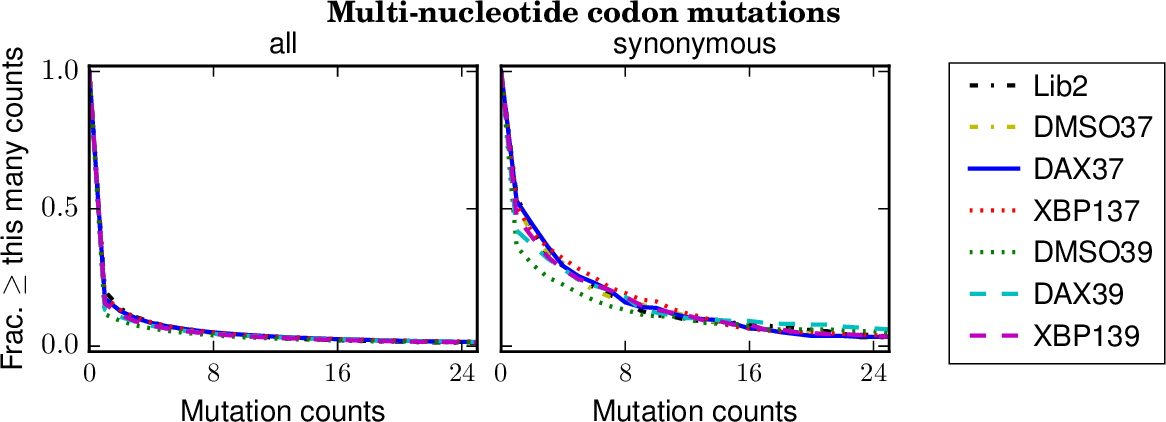 Multi-nucleotide codon mutations
all
synonymous
Frac. ≥ this many counts
1.0
0.5
0.0
0 8 16 24
0 8 16 24
Mutation counts
Mutation counts
Lib2
DMSO37
DAX37
XBP137
DMSO39
DAX39
XBP139